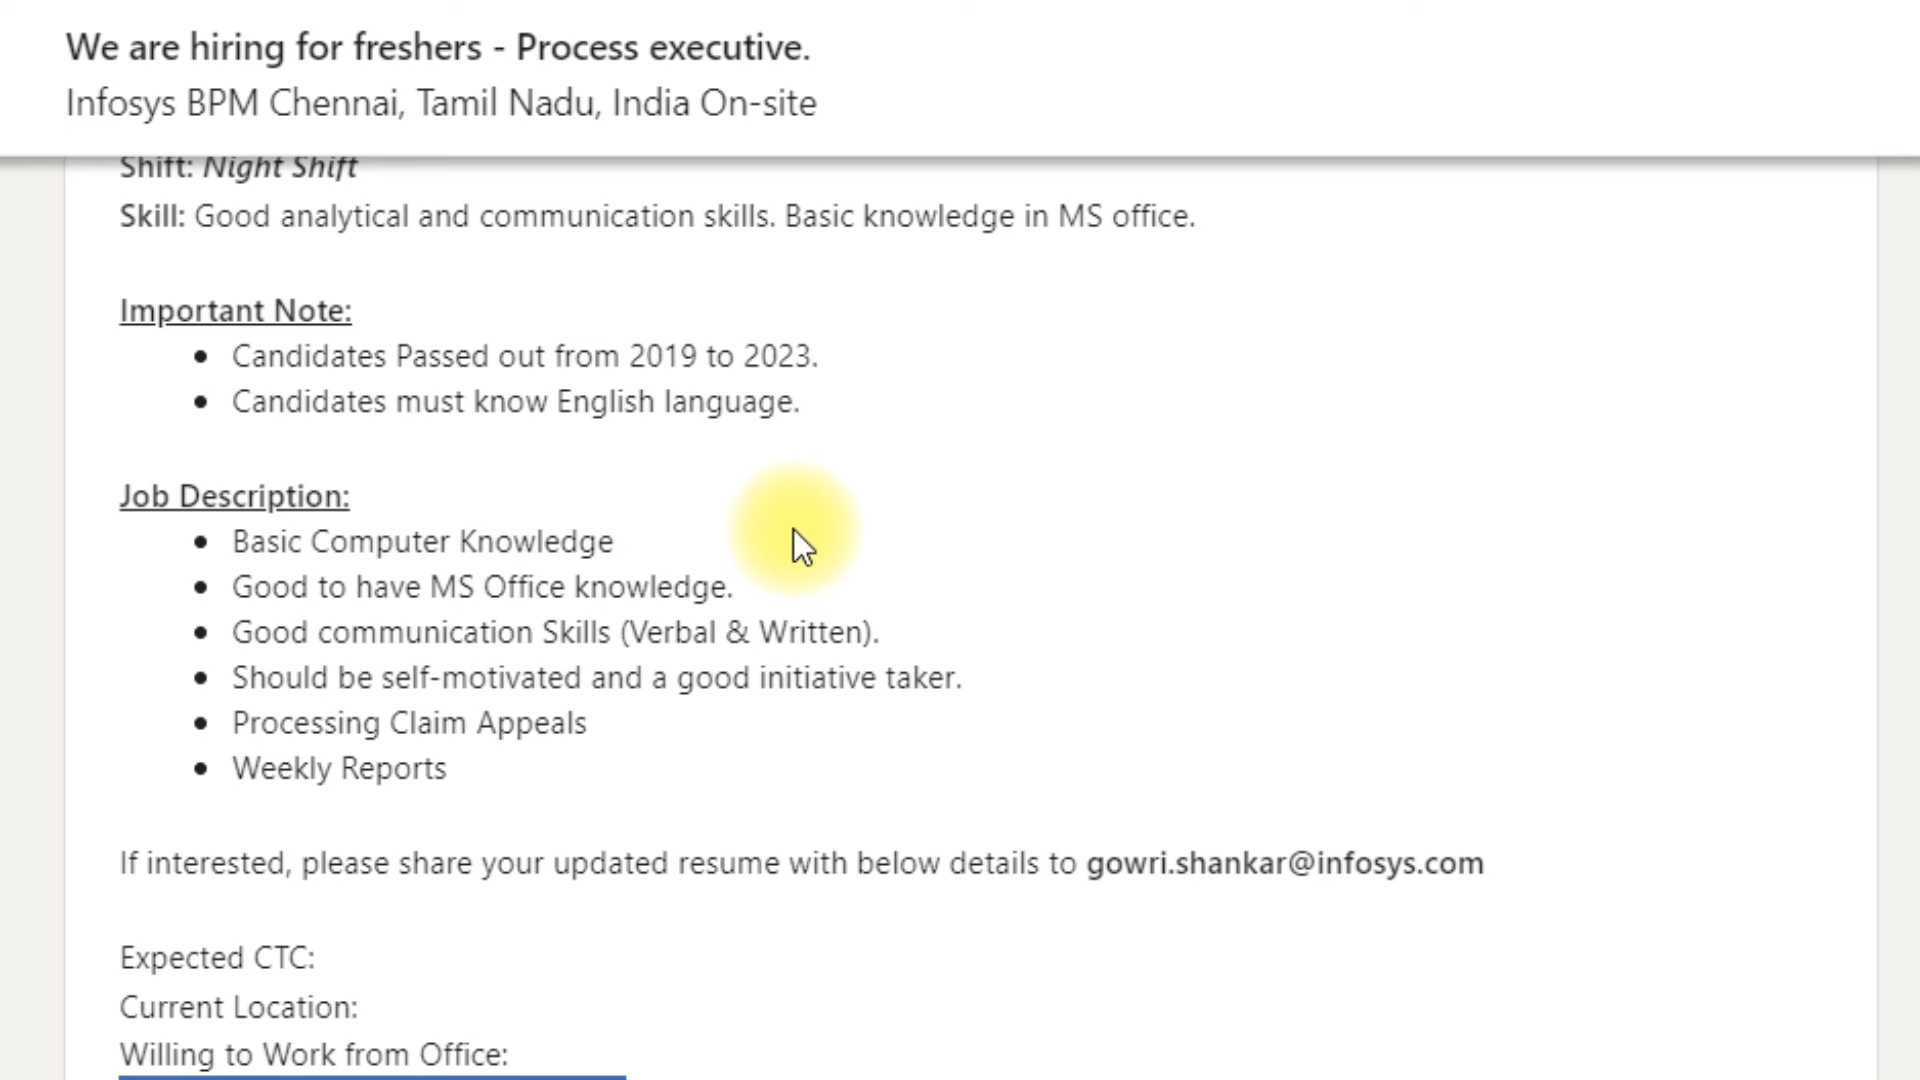 We are hiring for freshers - Process executive.
Infosys BPM Chennai, Tamil Nadu, India On-site
Shift: Night Shift
Skill: Good analytical and communication skills. Basic knowledge in MS office.
Important Note:
• Candidates Passed out from 2019 to 2023.
• Candidates must know English language.
Job Description:
• Basic Computer Knowledge
• Good to have MS Office knowledge.
• Good communication Skills (Verbal & Written).
• Should be self-motivated and a good initiative taker.
• Processing Claim Appeals
• Weekly Reports
If interested, please share your updated resume with below details to gowri.shankar@infosys.com
Expected CTC:
Current Location:
Willing to Work from Office: